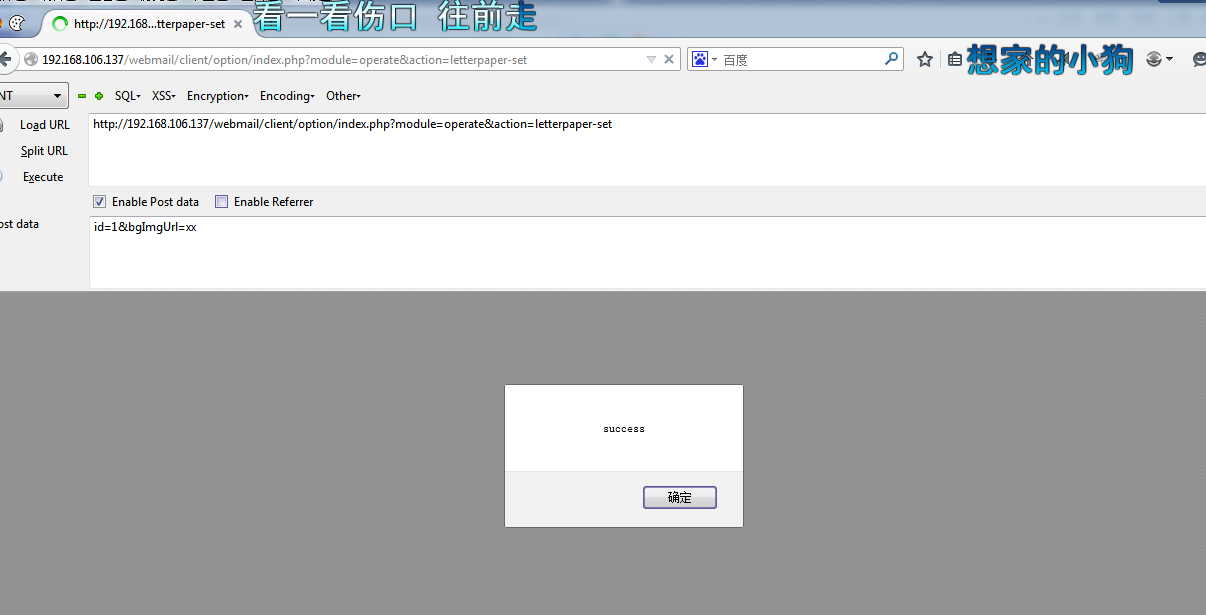 http://192.168...tterpaper-set
看一看伤口 往前走
192.168.106.137/webmail/client/option/index.php?module=operate&action=letterpaper-set
百度
想家的小狗
NT
SQL
XSS
Encryption
Encoding
Other
Load URL
http://192.168.106.137/webmail/client/option/index.php?module=operate&action=letterpaper-set
Split URL
Execute
Enable Post data
Enable Referrer
ost data
id=1&bgImgUrl=xx
success
确定